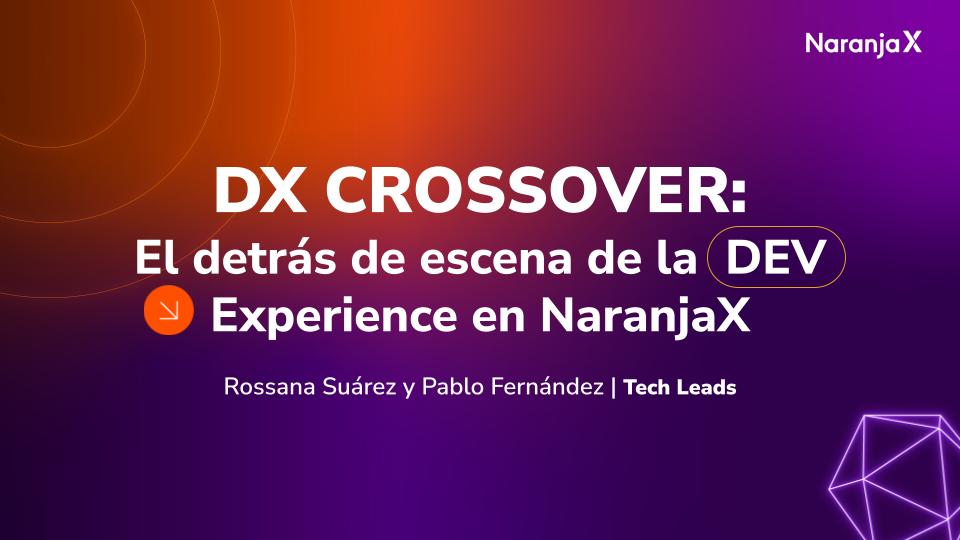 NaranjaX
DX CROSSOVER:
El detrás de escena de la DEV
Experience en NaranjaX
Rossana Suárez y Pablo Fernández | Tech Leads